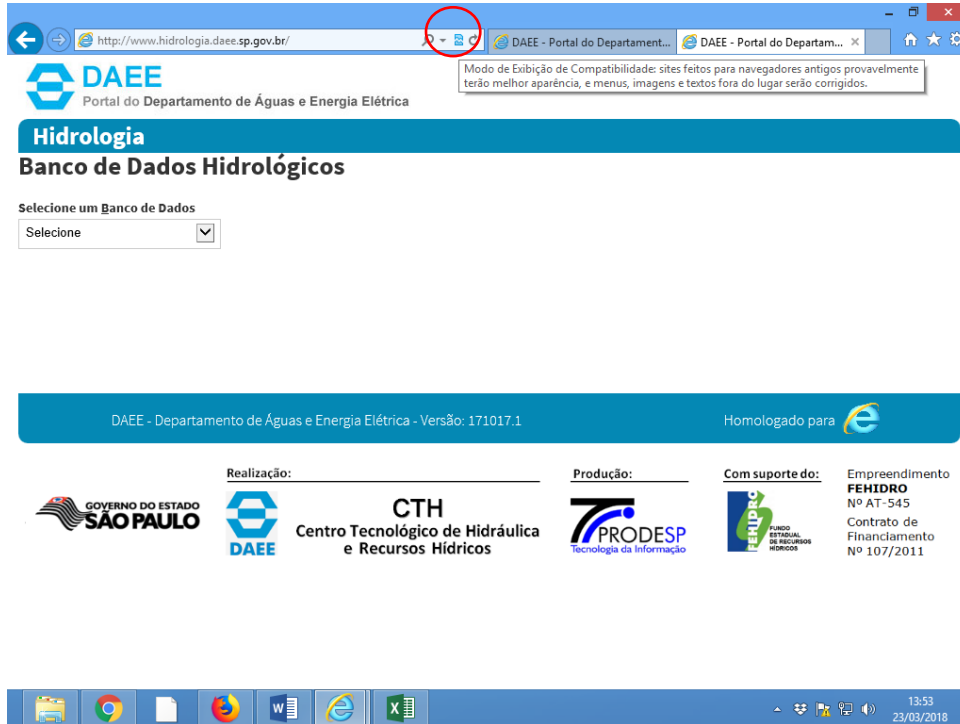 http://www.hidrologia.daee.sp.gov.br/
DAEE - Portal do Departament...
DAEE - Portal do Departam...
Modo de Exibição de Compatibilidade: sites feitos para navegadores antigos provavelmente
terão melhor aparência, e menus, imagens e textos fora do lugar serão corrigidos.
DAEE
Portal do Departamento de Águas e Energia Elétrica
Hidrologia
Banco de Dados Hidrológicos
Selecione um Banco de Dados
Selecione
DAEE - Departamento de Águas e Energia Elétrica - Versão: 171017.1
Homologado para
Realização:
Produção:
Com suporte do:
GOVERNO DO ESTADO
SÃO PAULO
DAEE
CTH
Centro Tecnológico de Hidráulica
e Recursos Hídricos
PRODESP
Tecnologia da Informação
FEHIDRO
FUNDO
ESTADUAL
DE RECURSOS
HÍDRICOS
Empreendimento
FEHIDRO
Nº AT-545
Contrato de
Financiamento
Nº 107/2011
13:53
23/03/2018